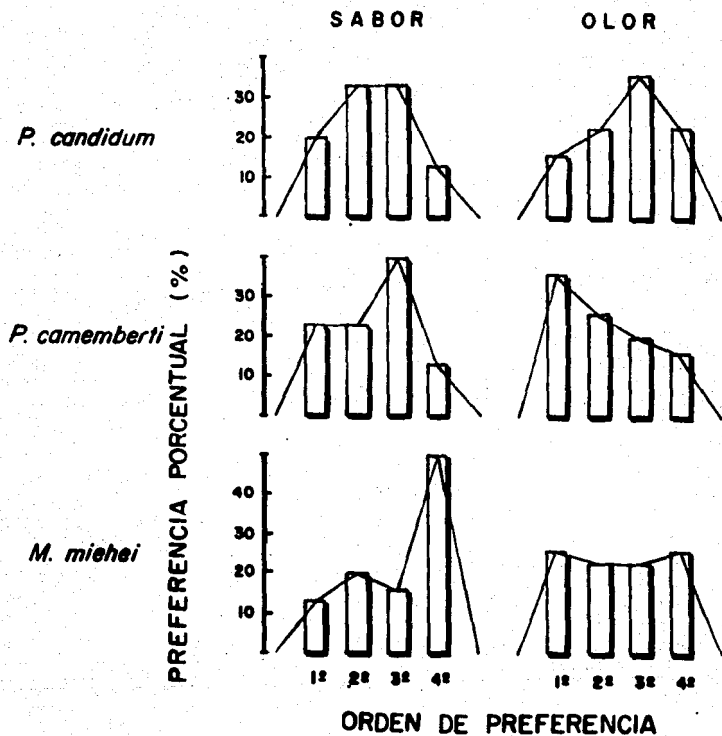 SABOR OLOR
P. candidum
30
20
10
P. camemberti
30
20
10
M. miehei
40
30
20
10
PREFERENCIA PORCENTUAL (%)
1º 2º 3º 4º 1º 2º 3º 4º
ORDEN DE PREFERENCIA